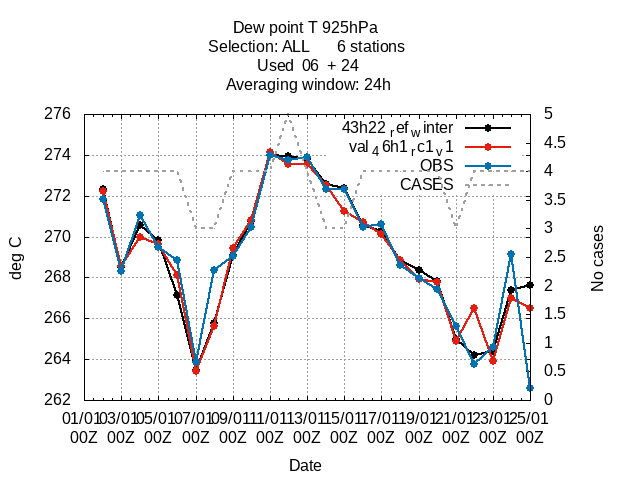 Dew point T 925hPa
Selection: ALL 6 stations
Used 06 + 24
Averaging window: 24h
276
274
272
270
268
266
264
262
5
4.5
4
3.5
3
2.5
2
1.5
1
0.5
0
43h22refwinter
val46h1rc1v1
OBS
CASES
deg C
No cases
01/01 03/01 05/01 07/01 09/01 11/01 13/01 15/01 17/01 19/01 21/01 23/01 25/01
00Z 00Z 00Z 00Z 00Z 00Z 00Z 00Z 00Z 00Z 00Z 00Z 00Z
Date